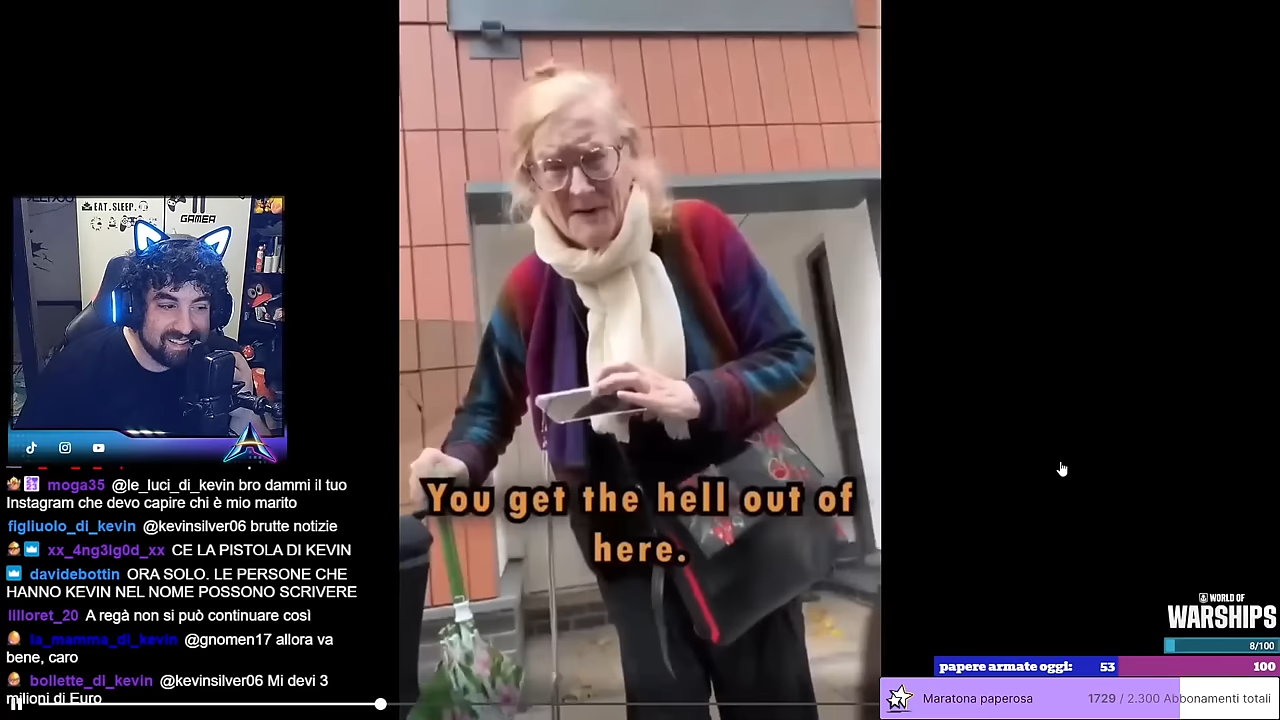 EAT.SLEEP.
GAMER
moga35 @le_luci_di_kevin bro dammi il tuo
Instagram che devo capire chi è mio marito
figliuolo_di_kevin @kevinsilver06 brutte notizie
xx_4ng3lg0d_xx CE LA PISTOLA DI KEVIN
davidebottin ORA SOLO. LE PERSONE CHE
HANNO KEVIN NEL NOME POSSONO SCRIVERE
lllloret_20 A regà non si può continuare così
la_mamma_di_kevin @gnomen17 allora va
bene, caro
bollette_di_kevin @kevinsilver06 Mi devi 3
milioni di Euro
You get the hell out of
here.
WORLD OF
WARSHIPS
8/100
papere armate oggi: 53 100
Maratona paperosa 1729 / 2.300 Abbonamenti totali